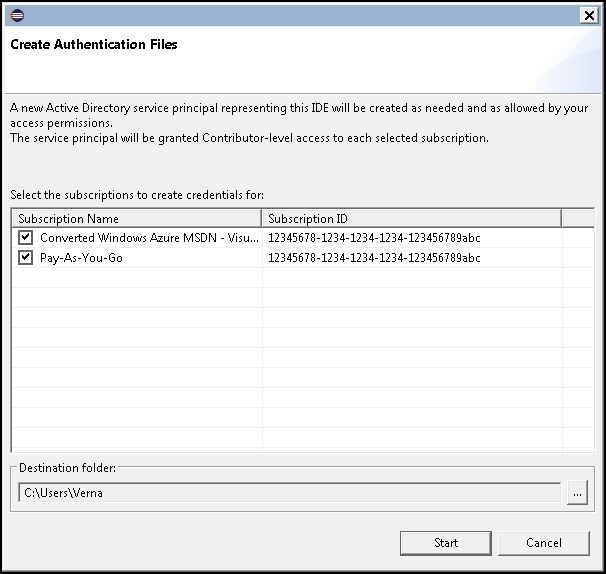 Create Authentication Files
A new Active Directory service principal representing this IDE will be created as needed and as allowed by your
access permissions.
The service principal will be granted Contributor-level access to each selected subscription.
Select the subscriptions to create credentials for:
Subscription Name Subscription ID
Converted Windows Azure MSDN - Visu... 12345678-1234-1234-1234-123456789abc
Pay-As-You-Go 12345678-1234-1234-1234-123456789abc
Destination folder:
C:\Users\Verna ...
Start Cancel